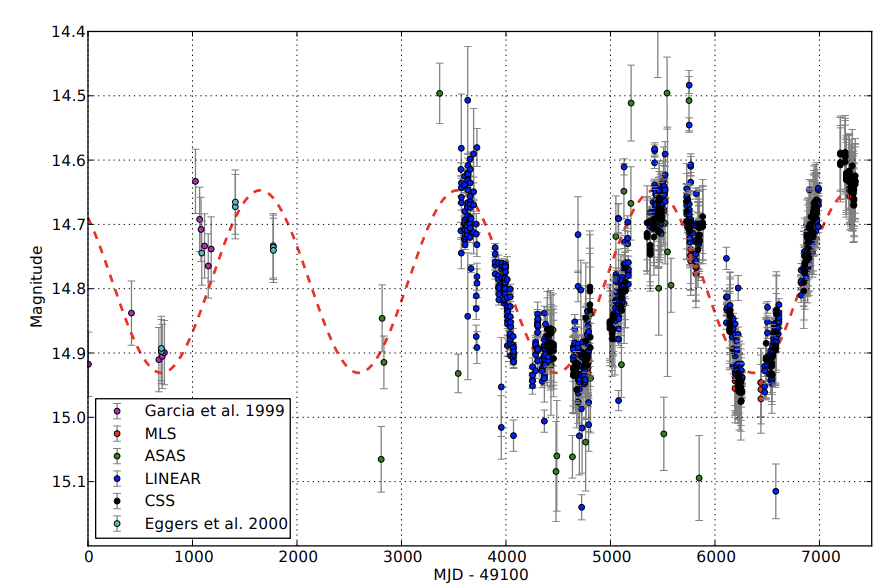 14.4
14.5
14.6
14.7
14.8
14.9
15.0
15.1
Magnitude
Garcia et al. 1999
MLS
ASAS
LINEAR
CSS
Eggers et al. 2000
0 1000 2000 3000 4000 5000 6000 7000
MJD - 49100